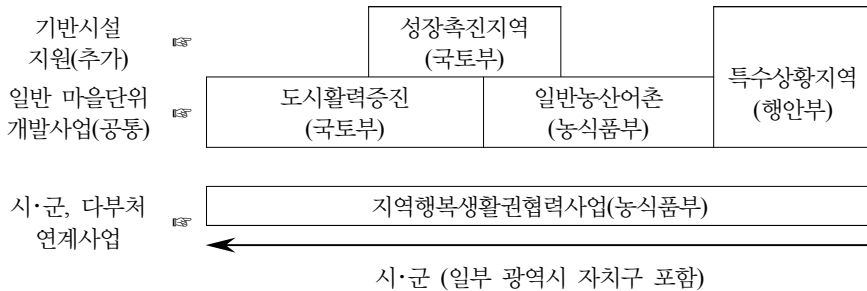 기반시설
지원(추가)
☞
성장촉진지역
(국토부)
특수상황지역
(행안부)
일반 마을단위
개발사업(공통)
☞
도시활력증진
(국토부)
일반농산어촌
(농식품부)
시·군, 다부처
연계사업
☞
지역행복생활권협력사업(농식품부)
시·군 (일부 광역시 자치구 포함)